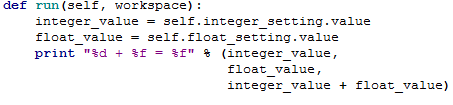 def run(self, workspace):
    integer_value = self.integer_setting.value
    float_value = self.float_setting.value
    print "%d + %f = %f" % (integer_value,
                            float_value,
                            integer_value + float_value)